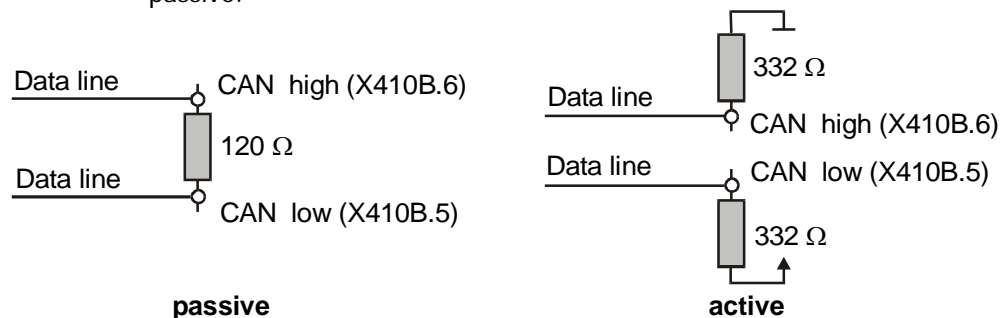 passive.
Data line
CAN high (X410B.6)
120 Ω
Data line
CAN low (X410B.5)
passive
332 Ω
Data line
CAN high (X410B.6)
Data line
CAN low (X410B.5)
332 Ω
active